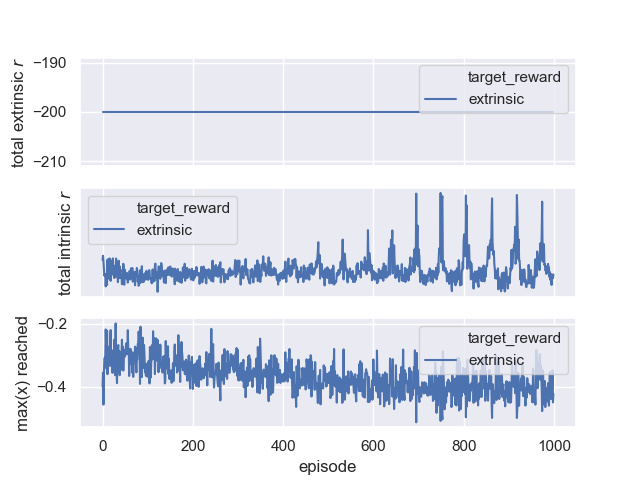 total extrinsic r
−190
−200
−210
target_reward
extrinsic
total intrinsic r
target_reward
extrinsic
max(x) reached
−0.2
−0.4
target_reward
extrinsic
0
200
400
600
800
1000
episode